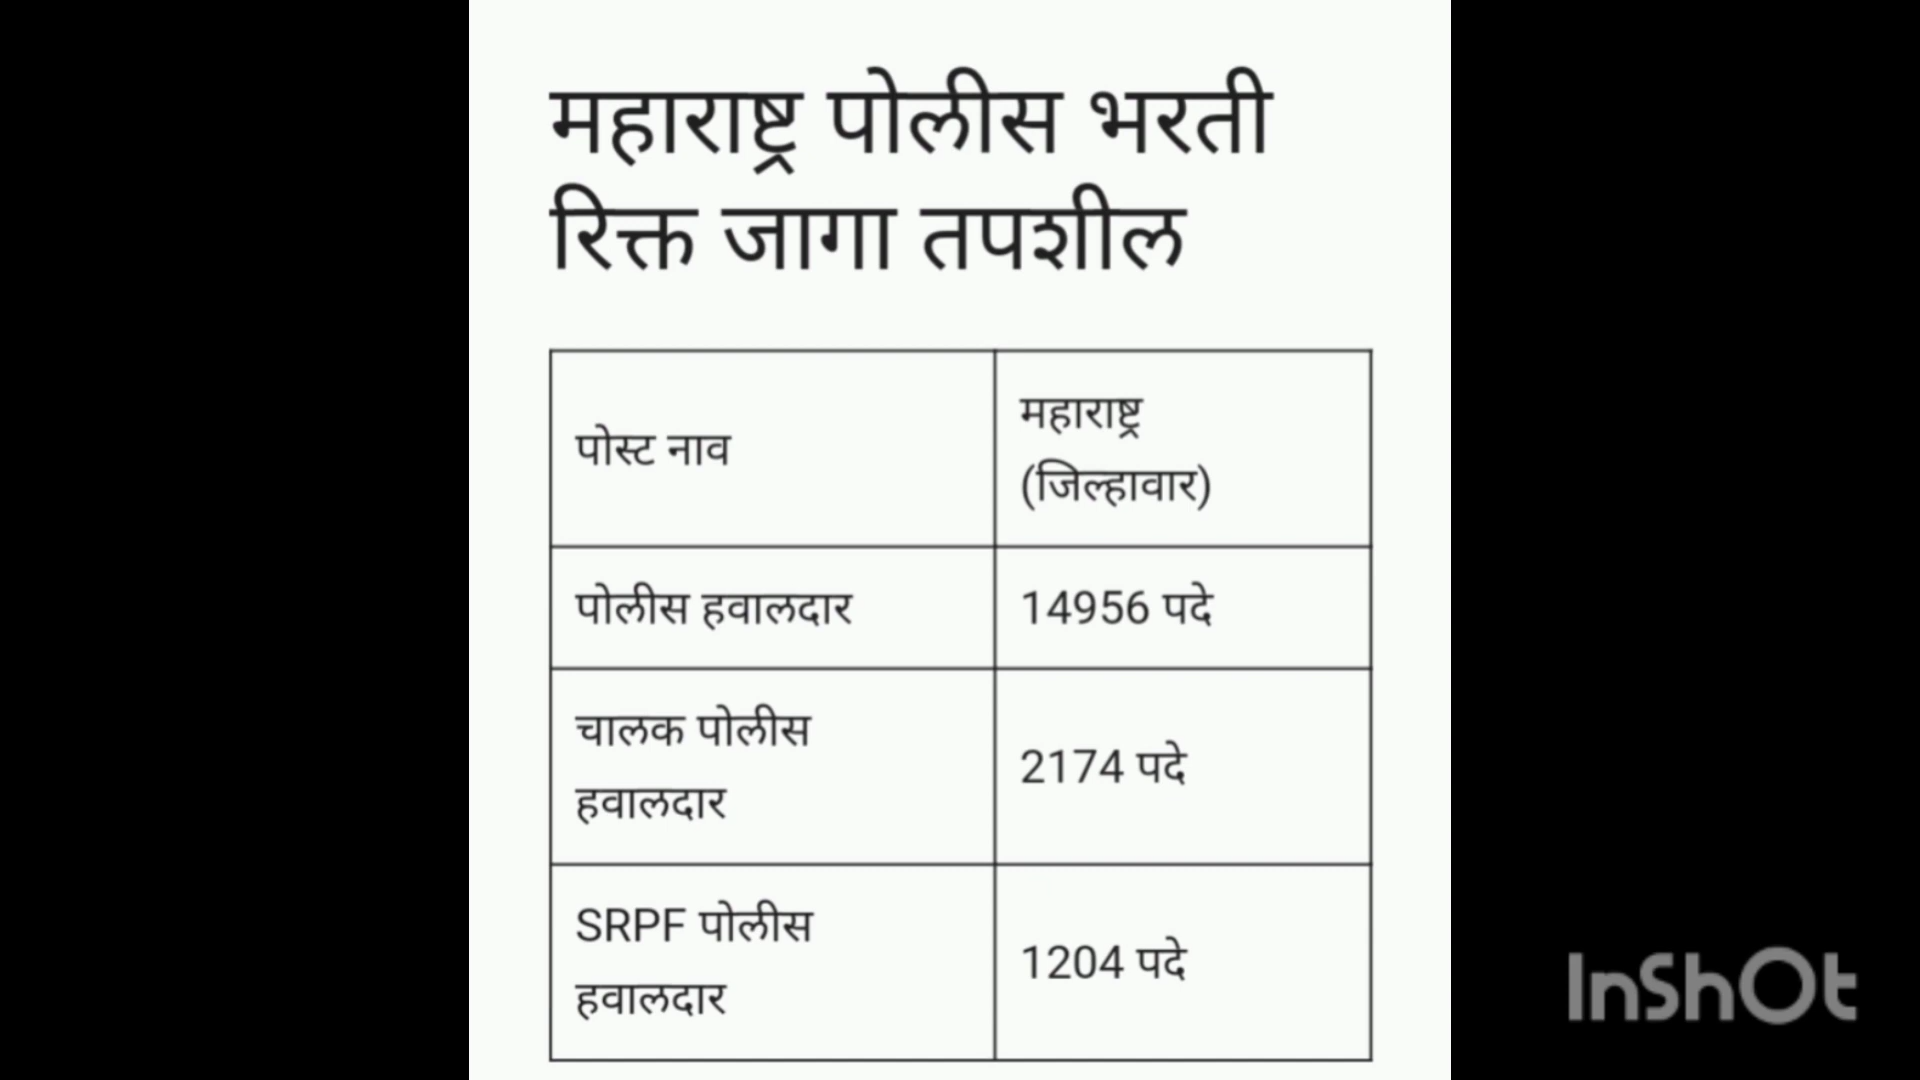 महाराष्ट्र पोलीस भरती
रिक्त जागा तपशील
पोस्ट नाव
महाराष्ट्र
(जिल्हावार)
पोलीस हवालदार
14956 पदे
चालक पोलीस
हवालदार
2174 पदे
SRPF पोलीस
हवालदार
1204 पदे
InShOt